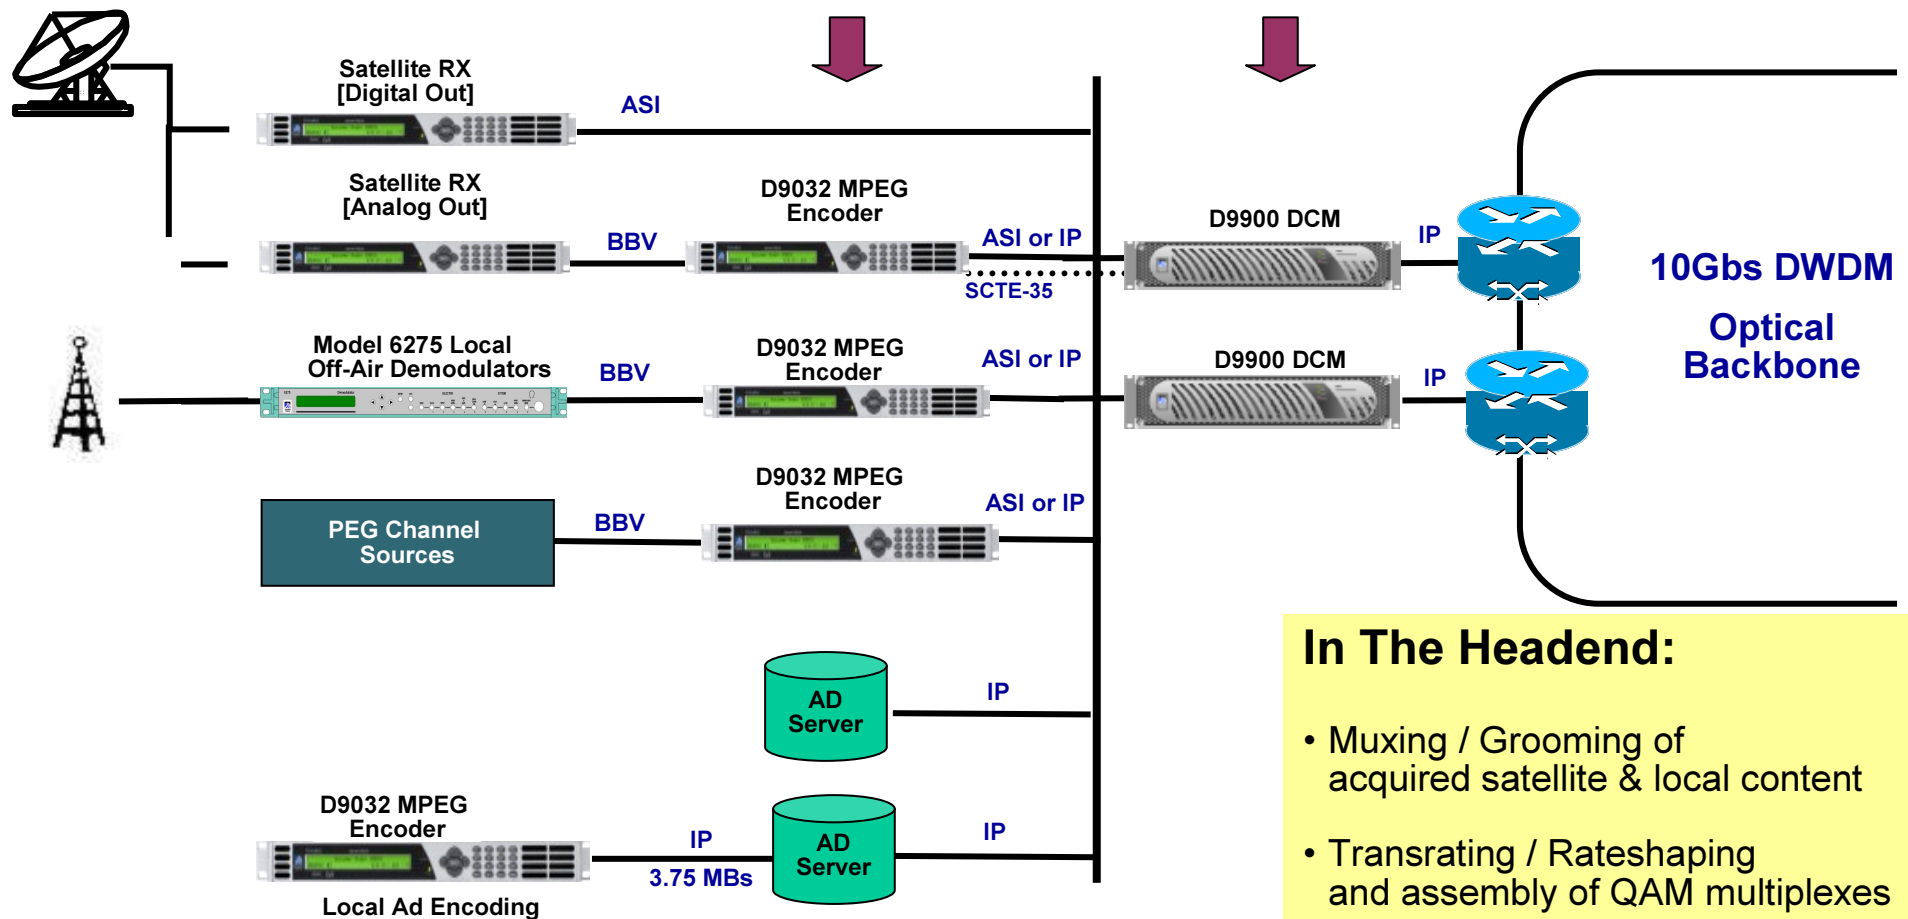 Satellite RX
[Digital Out]
ASI
Satellite RX
[Analog Out]
BBV
D9032 MPEG
Encoder
ASI or IP
SCTE-35
D9900 DCM
IP
10Gbs DWDM
Optical
Backbone
Model 6275 Local
Off-Air Demodulators
BBV
D9032 MPEG
Encoder
ASI or IP
D9900 DCM
IP
PEG Channel
Sources
BBV
D9032 MPEG
Encoder
ASI or IP
AD
Server
IP
D9032 MPEG
Encoder
Local Ad Encoding
IP
3.75 MBs
AD
Server
IP
In The Headend:
• Muxing / Grooming of
acquired satellite & local content
• Transrating / Rateshaping
and assembly of QAM multiplexes